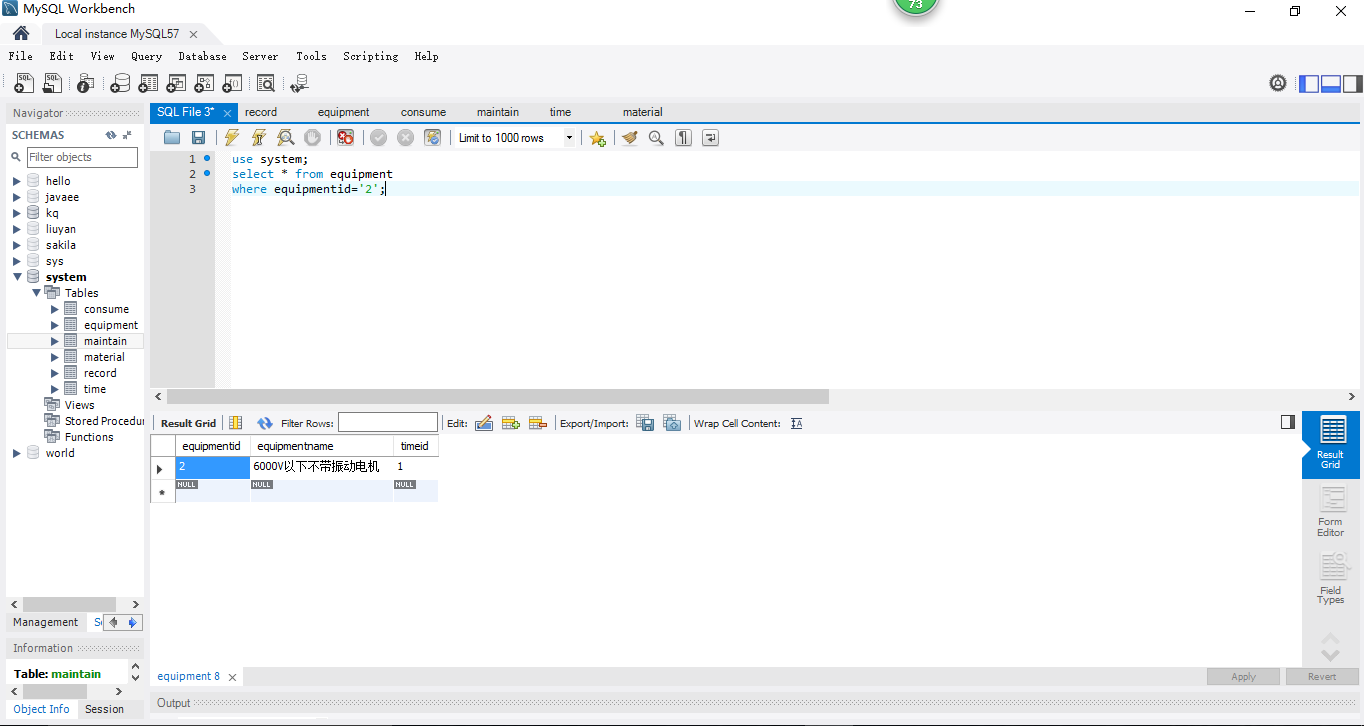 73
MySQL Workbench
Local instance MySQL57
File Edit View Query Database Server Tools Scripting Help
Navigator
SQL File 3* record equipment consume maintain time material
SCHEMAS
Limit to 1000 rows
Filter objects
1 use system;
2 select * from equipment
3 where equipmentid='2';
hello
javaee
kq
liuyan
sakila
sys
system
Tables
consume
equipment
maintain
material
record
time
Views
Stored Procedu
Functions
world
Result Grid Filter Rows: Edit: Export/Import: Wrap Cell Content:
equipmentid equipmentname timeid
2 6000V以下不带振动电机 1
NULL NULL NULL
Result
Grid
Form
Editor
Field
Types
Management
Information
Table: maintain
equipment 8
Apply Revert
Output
Object Info Session